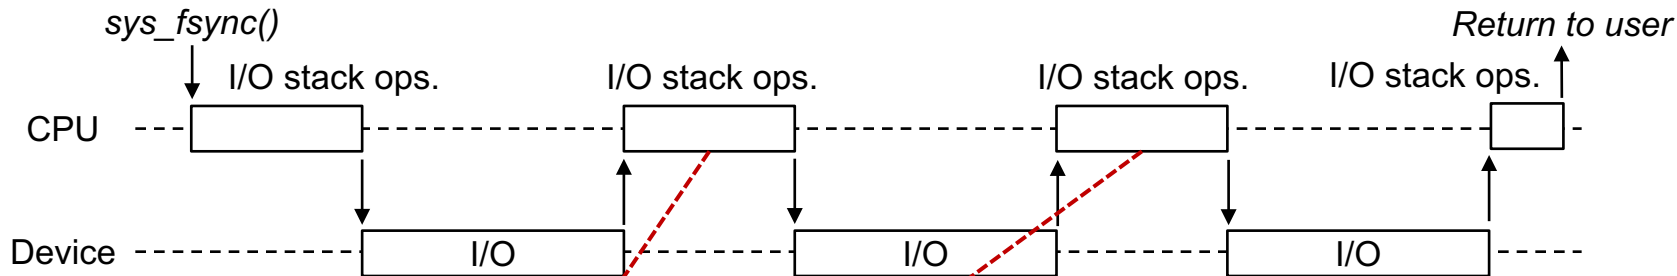 sys_fsync()
Return to user
I/O stack ops.
I/O stack ops.
I/O stack ops.
I/O stack ops.
CPU
Device
I/O
I/O
I/O